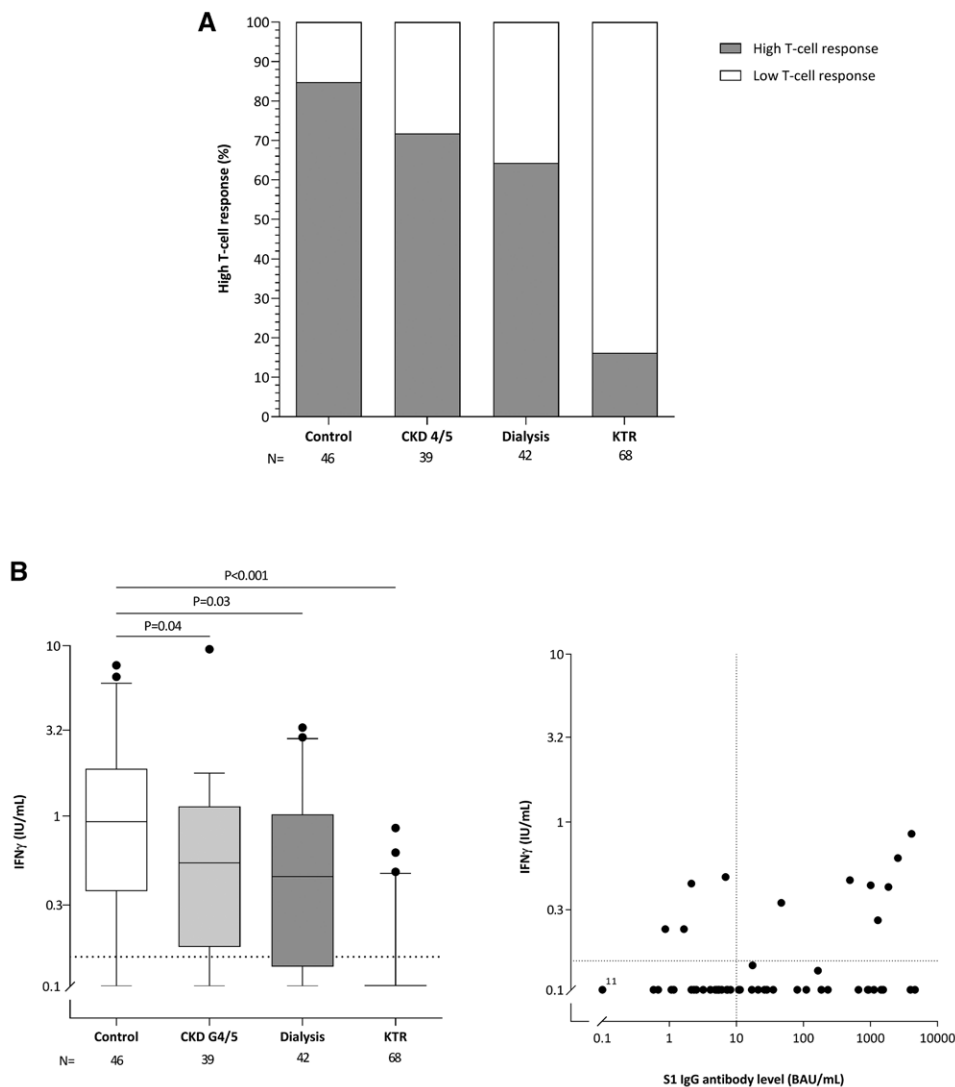 A
High T-cell response (%)
100
90
80
70
60
50
40
30
20
10
0
High T-cell response
Low T-cell response
Control CKD 4/5 Dialysis KTR
N= 46 39 42 68
B
P<0.001
P=0.03
P=0.04
IFNγ (IU/mL)
10
3.2
1
0.3
0.1
Control CKD G4/5 Dialysis KTR
N= 46 39 42 68
IFNγ (IU/mL)
10
3.2
1
0.3
0.1
11
0.1 1 10 100 1000 10000
S1 IgG antibody level (BAU/mL)